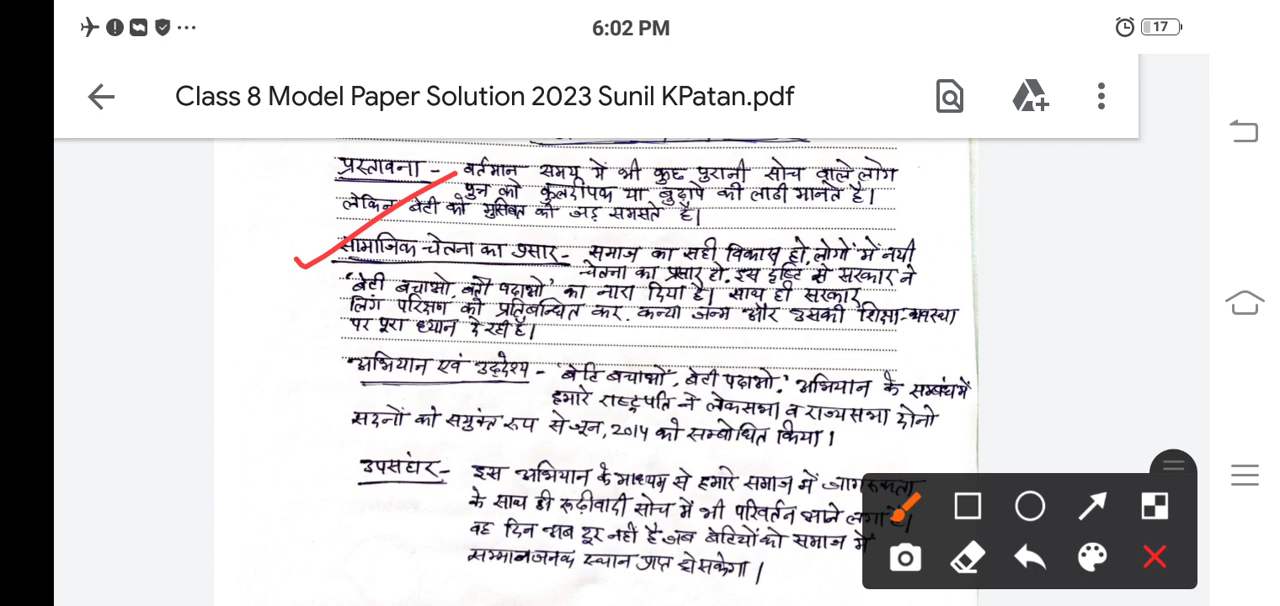 6:02 PM
17
Class 8 Model Paper Solution 2023 Sunil KPatan.pdf
प्रस्तावना - वर्तमान समय में भी कुछ पुरानी सोच वाले लोग
पुत्र को कुलदीपक या बुढ़ापे की लाठी मानते है।
लेकिन बेटी को मुसिबत की जड़ समसते है।
सामाजिक चेतना का प्रसार - समाज का सही विकास हो, लोगों में नयी
चेतना का प्रसार हो. इस दृष्टि से सरकार ने
'बेटी बचाओ, बेटी पढ़ाओ' का नारा दिया है। साथ ही सरकार,
लिंग परिक्षण को प्रतिबन्धित कर. कन्या जन्म और उसकी शिक्षा-व्यवस्था
पर पूरा ध्यान दे रही है।
अभियान एवं उद्देश्य - 'बेटि बचाओं, बेटी पढाओ.' अभियान के सम्बंध में
हमारे राष्ट्रपति ने लोकसभा व राज्यसभा दोनो
सदनों को सयुंक्त रूप से जून, 2014 को सम्बोधित किया।
उपसंहार - इस अभियान के माध्यम से हमारे समाज में जागरूकता
के साथ ही रूढ़ीवादी सोच में भी परिवर्तन आने लगा है।
वह दिन अब दूर नहीं है अब बेटियों को समाज में
सम्मानजनक स्थान प्राप्त हो सकेगा।